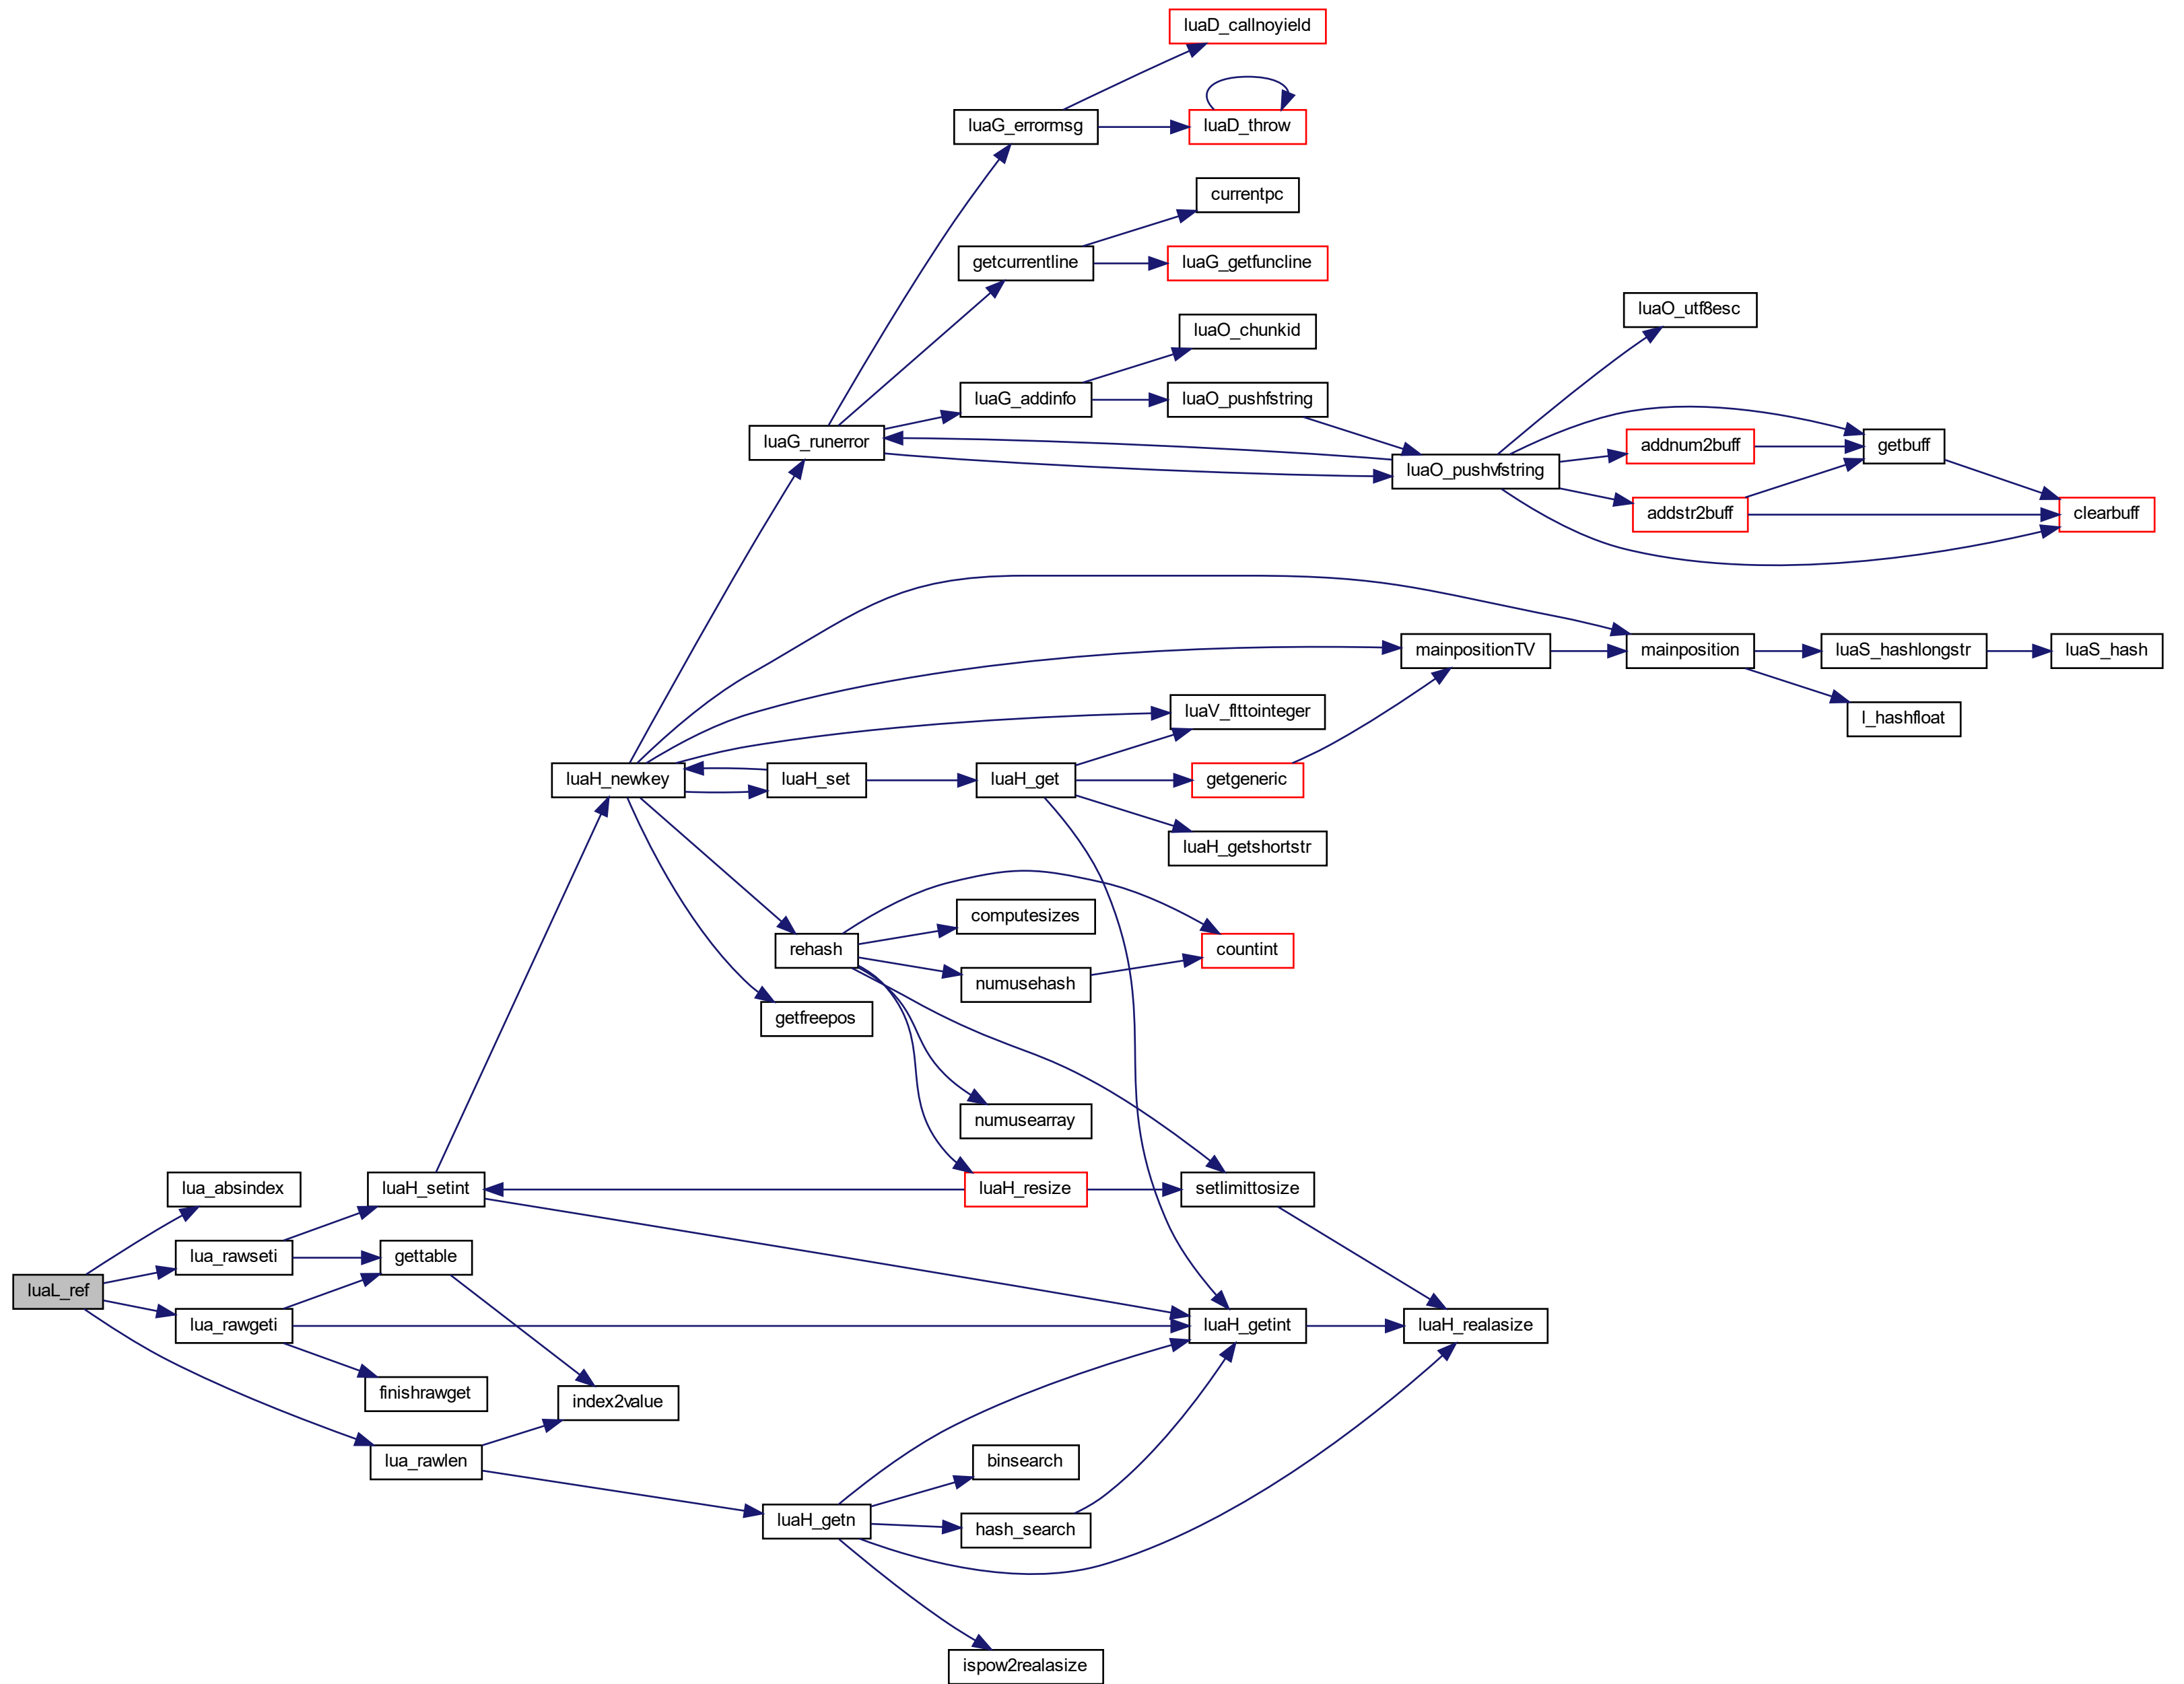 luaD_callnoyield
luaG_errormsg
luaD_throw
currentpc
getcurrentline
luaG_getfuncline
luaO_utf8esc
luaO_chunkid
luaG_addinfo
luaO_pushfstring
luaG_runerror
addnum2buff
getbuff
luaO_pushvfstring
addstr2buff
clearbuff
mainpositionTV
mainposition
luaS_hashlongstr
luaS_hash
luaV_flttointeger
l_hashfloat
luaH_newkey
luaH_set
luaH_get
getgeneric
luaH_getshortstr
computesizes
rehash
countint
numusehash
getfreepos
numusearray
lua_absindex
luaH_setint
luaH_resize
setlimittosize
lua_rawseti
gettable
luaL_ref
lua_rawgeti
luaH_getint
luaH_realasize
finishrawget
index2value
lua_rawlen
binsearch
luaH_getn
hash_search
ispow2realasize